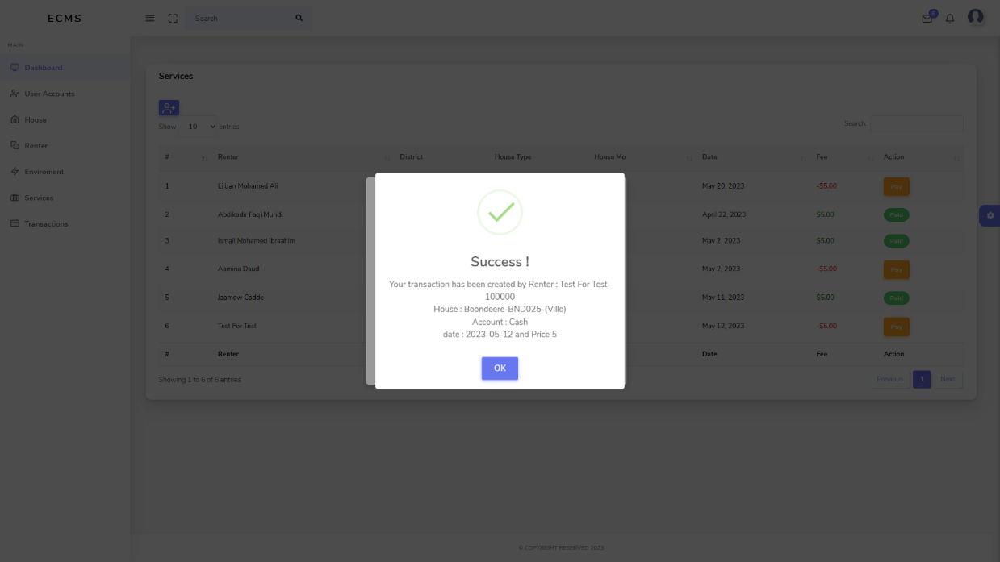 ECMS
Search
6
MAIN
Dashboard
User Accounts
House
Renter
Enviroment
Services
Transactions
Services
Show 10 entries
Search:
# Renter District House Type House Mo Date Fee Action
1 Liiban Mohamed Ali May 20, 2023 -$5.00 Pay
2 Abdikadir Faqi Mundi April 22, 2023 $5.00 Paid
3 Ismail Mohamed Ibraahim May 2, 2023 $5.00 Paid
4 Aamina Daud May 2, 2023 -$5.00 Pay
5 Jaamow Cadde May 11, 2023 $5.00 Paid
6 Test For Test May 12, 2023 -$5.00 Pay
# Renter Date Fee Action
Showing 1 to 6 of 6 entries
Previous 1 Next
Success !
Your transaction has been created by Renter : Test For Test-
100000
House : Boondeere-BND025-(Villo)
Account : Cash
date : 2023-05-12 and Price 5
OK
© COPYRIGHT RESERVED 2023